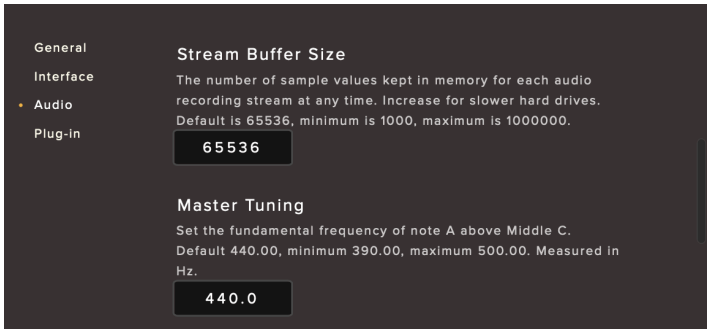 General
Interface
Audio
Plug-in
Stream Buffer Size
The number of sample values kept in memory for each audio
recording stream at any time. Increase for slower hard drives.
Default is 65536, minimum is 1000, maximum is 1000000.
65536
Master Tuning
Set the fundamental frequency of note A above Middle C.
Default 440.00, minimum 390.00, maximum 500.00. Measured in
Hz.
440.0